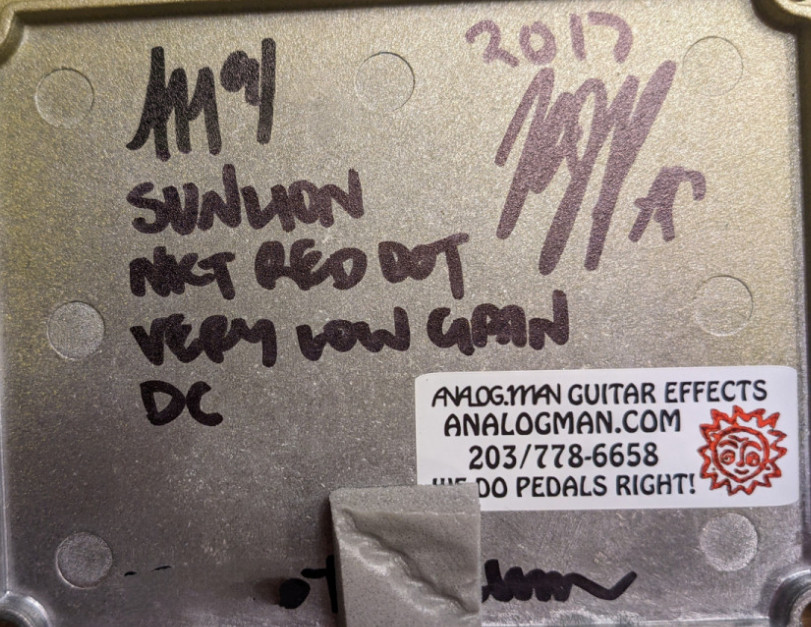 2017
SUNLION
NKT RED DOT
VERY LOW GAIN
DC
ANALOG.MAN GUITAR EFFECTS
ANALOGMAN.COM
203/778-6658
WE DO PEDALS RIGHT!